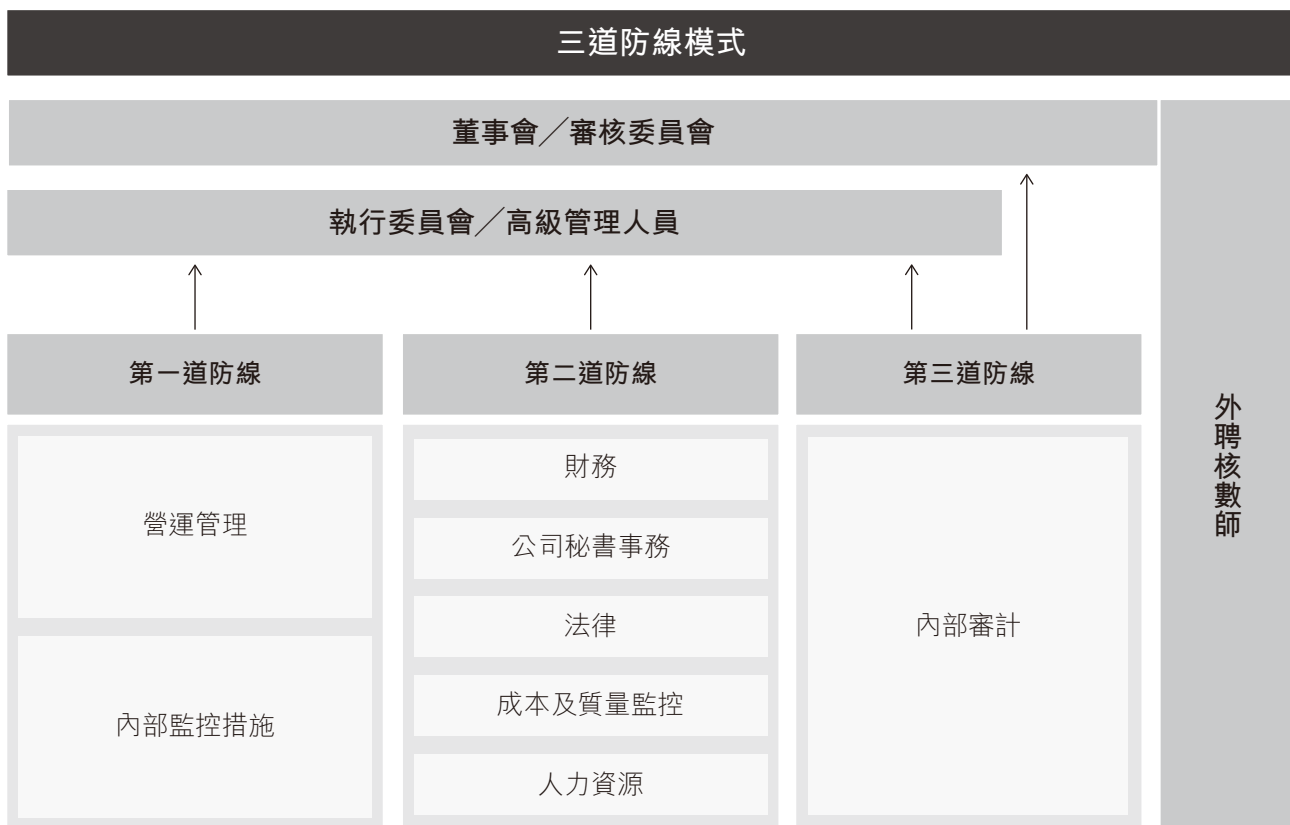 三道防線模式
董事會／審核委員會
執行委員會／高級管理人員
第一道防線
營運管理
內部監控措施
第二道防線
財務
公司秘書事務
法律
成本及質量監控
人力資源
第三道防線
內部審計
外聘核數師